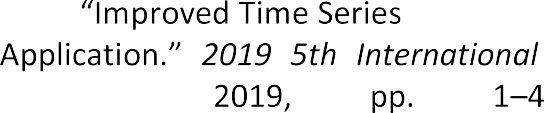 “Improved Time Series
Application.” 2019 5th International
2019, pp. 1–4